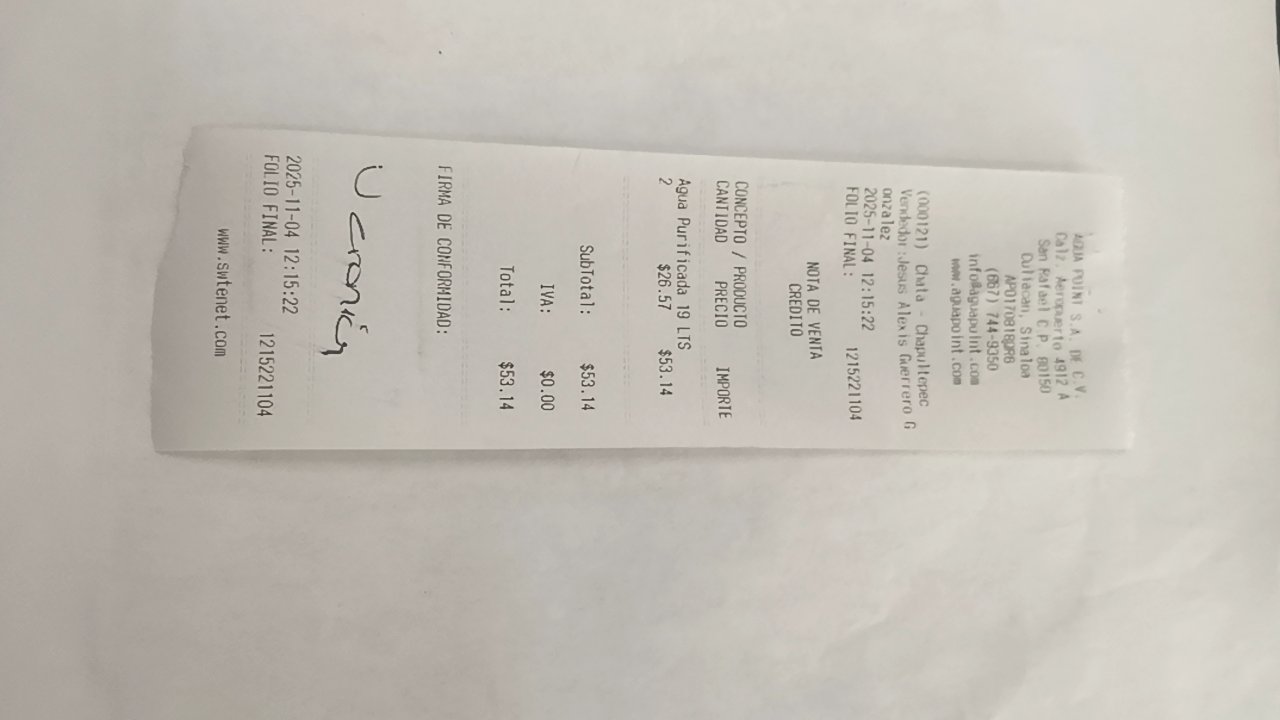 AQUA POINT S.A. DE C.V.
Calz. Aeropuerto 4912 A
San Rafael C.P. 80150
Culiacan, Sinaloa
(667) 744-9350
info@aguapoint.com
www.aguapoint.com
(000121) Chata - Chapultepec
Vendedor:Jesus Alexis Guerrero G
onzalez
2025-11-04 12:15:22
FOLIO FINAL: 1215221104
NOTA DE VENTA
CREDITO
CONCEPTO / PRODUCTO
CANTIDAD PRECIO IMPORTE
Agua Purificada 19 LTS
2 $26.57 $53.14
SubTotal: $53.14
IVA: $0.00
Total: $53.14
FIRMA DE CONFORMIDAD:
2025-11-04 12:15:22
FOLIO FINAL: 1215221104
www.switenet.com